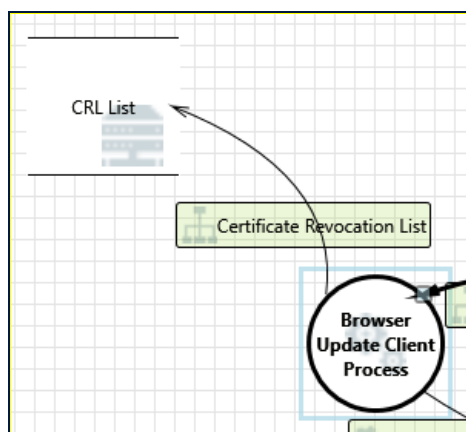 CRL List
Certificate Revocation List
Browser
Update Client
Process